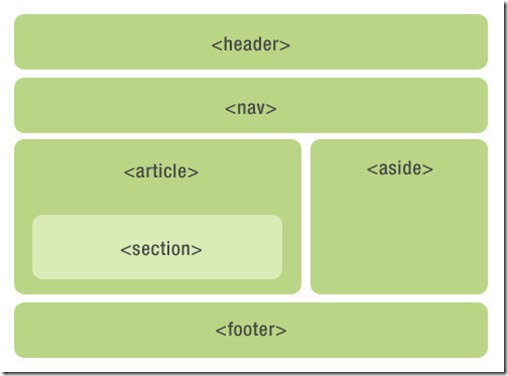 <header>
<nav>
<article>
<aside>
<section>
<footer>